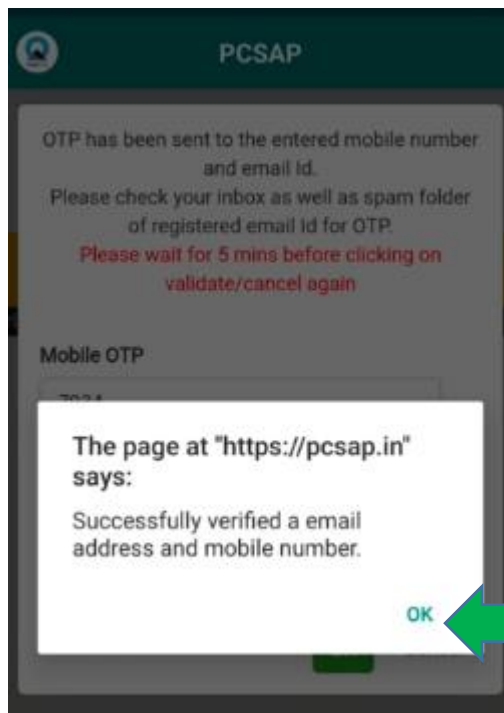 PCSAP
OTP has been sent to the entered mobile number
and email Id.
Please check your inbox as well as spam folder
of registered email Id for OTP.
Please wait for 5 mins before clicking on
validate/cancel again
Mobile OTP
The page at "https://pcsap.in"
says:
Successfully verified a email
address and mobile number.
OK